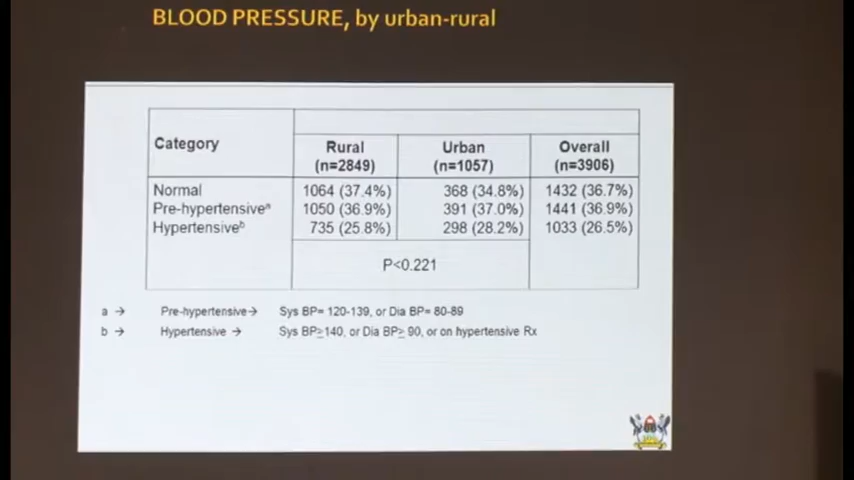 BLOOD PRESSURE, by urban-rural
Category
Rural (n=2849)
Urban (n=1057)
Overall (n=3906)
Normal 1064 (37.4%) 368 (34.8%) 1432 (36.7%)
Pre-hypertensiveᵃ 1050 (36.9%) 391 (37.0%) 1441 (36.9%)
Hypertensiveᵇ 735 (25.8%) 298 (28.2%) 1033 (26.5%)
P<0.221
a → Pre-hypertensive→ Sys BP= 120-139, or Dia BP= 80-89
b → Hypertensive → Sys BP≥140, or Dia BP≥ 90, or on hypertensive Rx